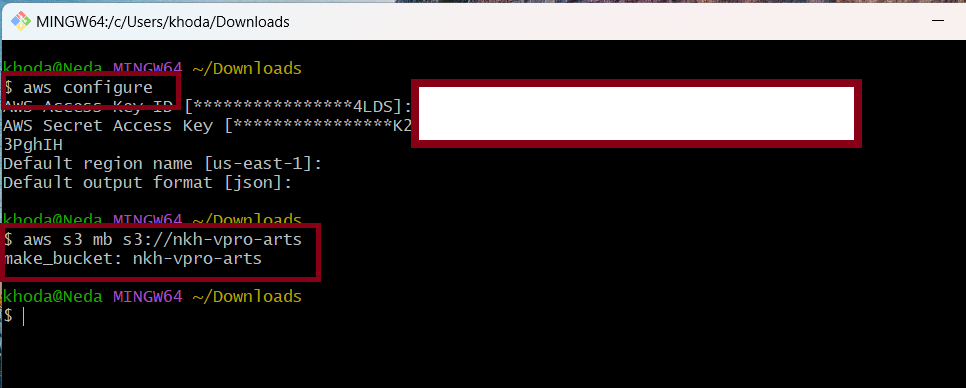 MINGW64:/c/Users/khoda/Downloads
khoda@Neda MINGW64 ~/Downloads
$ aws configure
AWS Access Key ID [****************4LDS]:
AWS Secret Access Key [****************K2
3PghIH
Default region name [us-east-1]:
Default output format [json]:
khoda@Neda MINGW64 ~/Downloads
$ aws s3 mb s3://nkh-vpro-arts
make_bucket: nkh-vpro-arts
khoda@Neda MINGW64 ~/Downloads
$